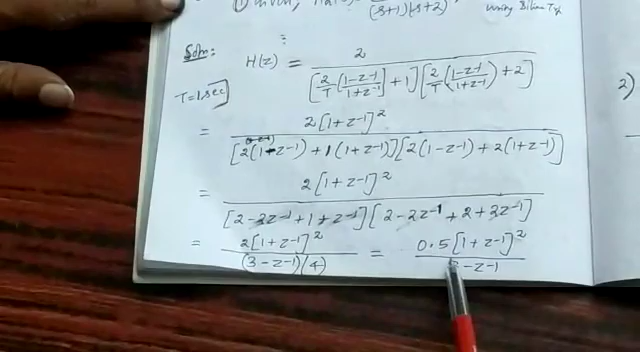 ① Given,
(s+1)(s+2)
using Bilinear
Soln:
H(z) = 2 / [2/T(1-z-1/1+z-1)+1][2/T(1-z-1/1+z-1)+2]
T=1sec]
= 2[1+z-1]^2 / [2(1-z-1)+1(1+z-1)][2(1-z-1)+2(1+z-1)]
= 2[1+z-1]^2 / [2-2z-1+1+z-1][2-2z-1+2+2z-1]
= 2[1+z-1]^2 / (3-z-1)(4) = 0.5[1+z-1]^2 / -z-1
2)